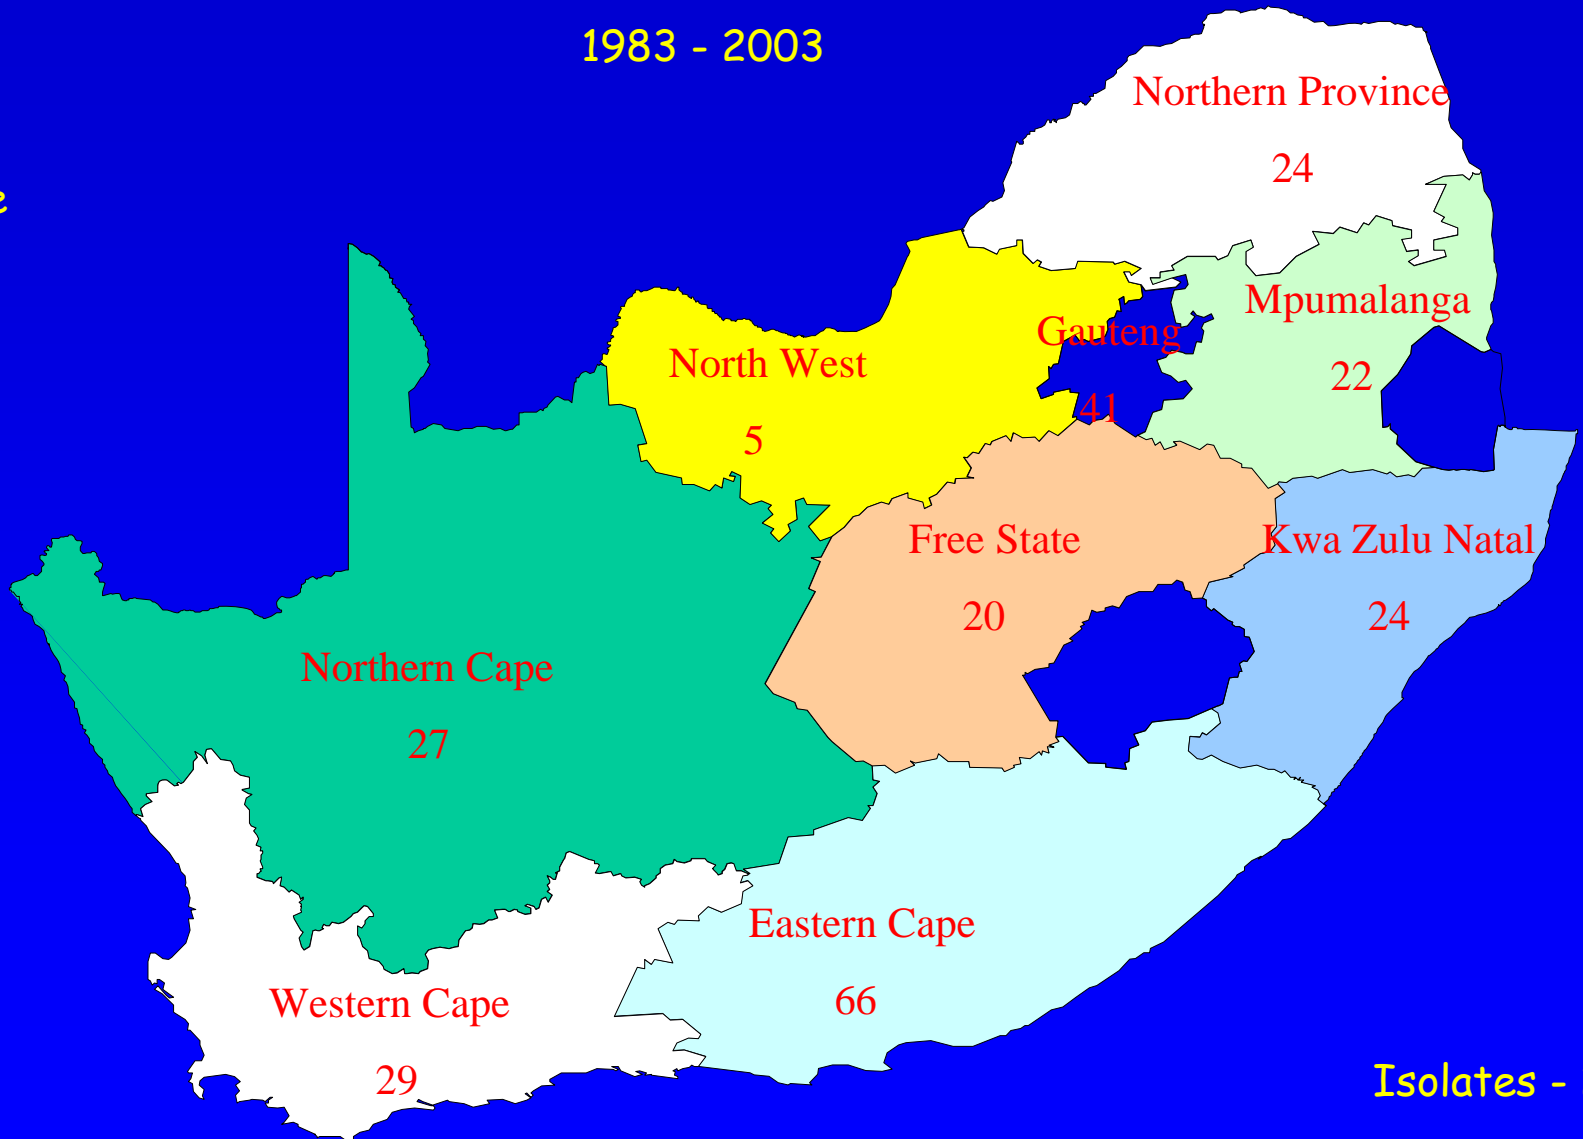 1983 - 2003
Northern Province
24
e
Mpumalanga
22
Gauteng
41
North West
5
Free State
20
Kwa Zulu Natal
24
Northern Cape
27
Eastern Cape
66
Western Cape
29
Isolates -